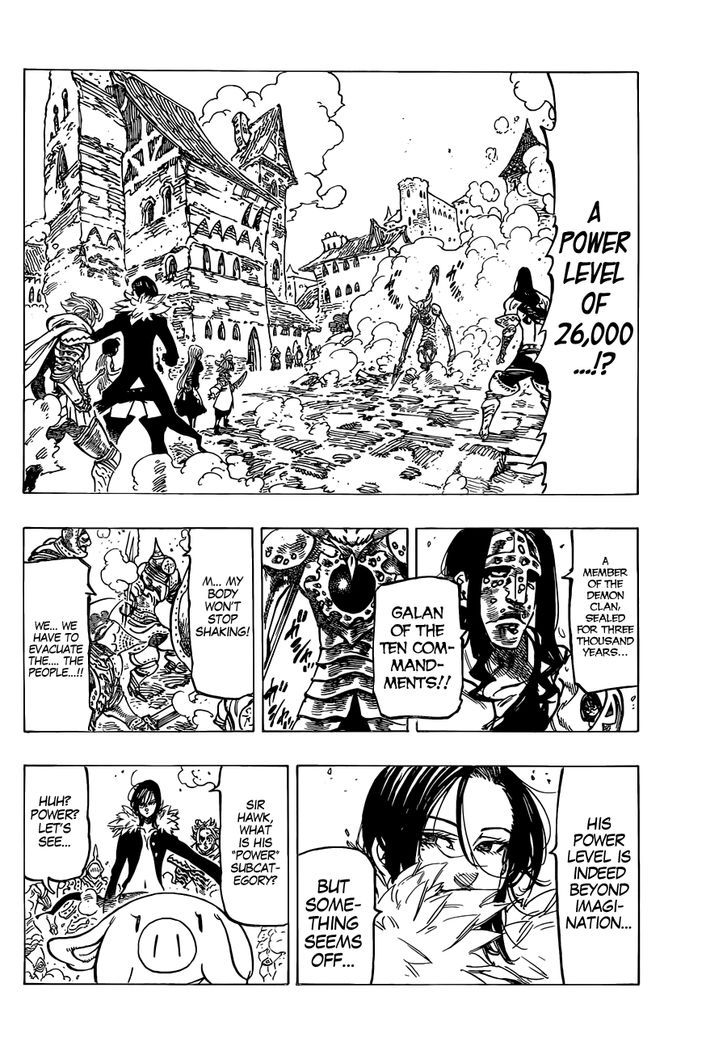 A
POWER
LEVEL
OF
26,000
....!?
A
MEMBER
OF THE
DEMON
CLAN,
SEALED
FOR THREE
THOUSAND
YEARS...
GALAN
OF THE
TEN COM-
MAND-
MENTS!!
M... MY
BODY
WON'T
STOP
SHAKING!
WE... WE
HAVE TO
EVACUATE
THE.... THE
PEOPLE...!!
HIS
POWER
LEVEL IS
INDEED
BEYOND
IMAGI-
NATION...
BUT
SOME-
THING
SEEMS
OFF...
SIR
HAWK,
WHAT
IS HIS
"POWER"
SUBCAT-
EGORY?
HUH?
POWER?
LET'S
SEE...